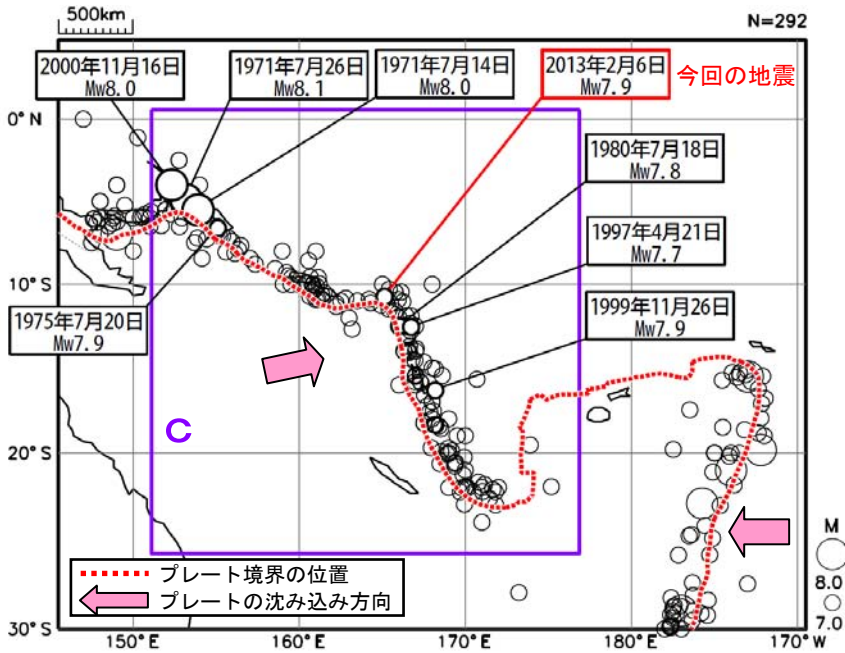 500km
N=292
2000年11月16日
Mw8.0
1971年7月26日
Mw8.1
1971年7月14日
Mw8.0
2013年2月6日
Mw7.9
今回の地震
0°N
1980年7月18日
Mw7.8
1997年4月21日
Mw7.7
10°S
1999年11月26日
Mw7.9
1975年7月20日
Mw7.9
C
20°S
M
8.0
7.0
プレート境界の位置
プレートの沈み込み方向
30°S
150°E
160°E
170°E
180°E
170°W